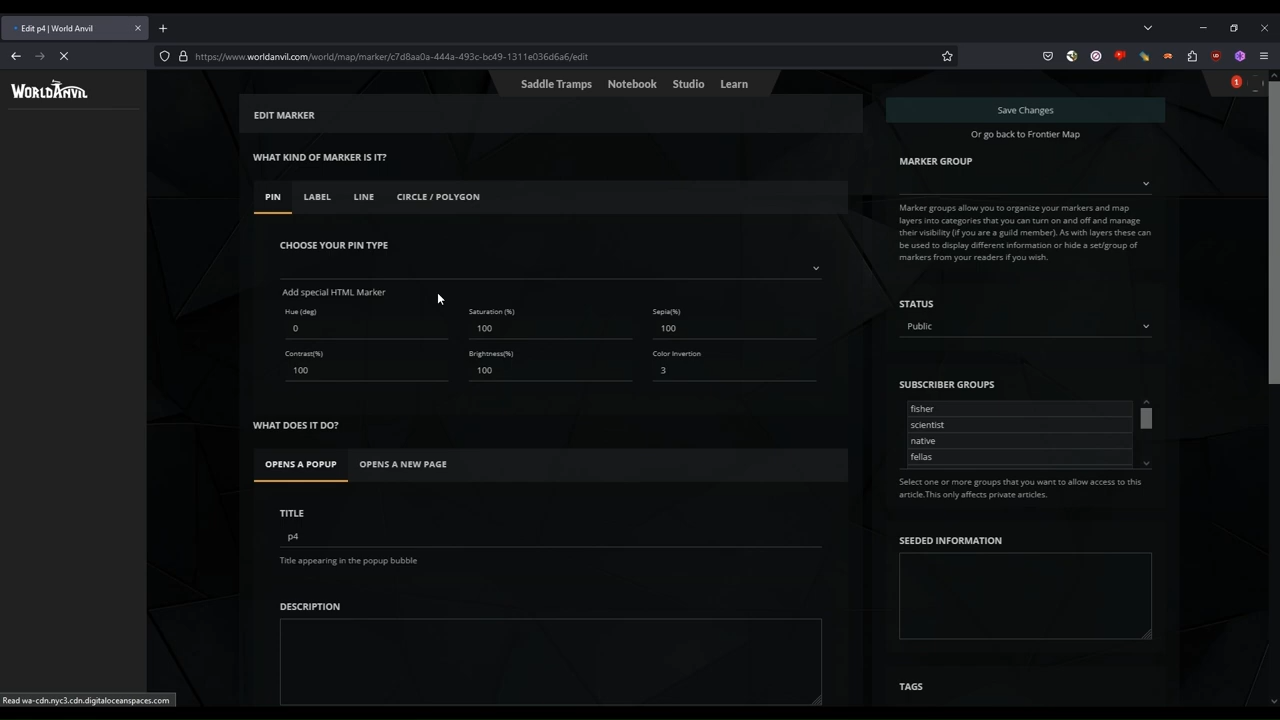 Edit p4 | World Anvil
https://www.worldanvil.com/world/map/marker/c7d8aa0a-444a-493c-bc49-1311e036d6a6/edit
WORLDANVIL
Saddle Tramps Notebook Studio Learn
1
EDIT MARKER
WHAT KIND OF MARKER IS IT?
PIN LABEL LINE CIRCLE / POLYGON
CHOOSE YOUR PIN TYPE
Add special HTML Marker
Hue (deg) Saturation (%) Sepia(%)
0 100 100
Contrast(%) Brightness(%) Color Invertion
100 100 3
WHAT DOES IT DO?
OPENS A POPUP OPENS A NEW PAGE
TITLE
p4
Title appearing in the popup bubble
DESCRIPTION
Save Changes
Or go back to Frontier Map
MARKER GROUP
Marker groups allow you to organize your markers and map
layers into categories that you can turn on and off and manage
their visibility (if you are a guild member). As with layers these can
be used to display different information or hide a set/group of
markers from your readers if you wish.
STATUS
Public
SUBSCRIBER GROUPS
fisher
scientist
native
fellas
Select one or more groups that you want to allow access to this
article.This only affects private articles.
SEEDED INFORMATION
TAGS
Read wa-cdn.nyc3.cdn.digitaloceanspaces.com